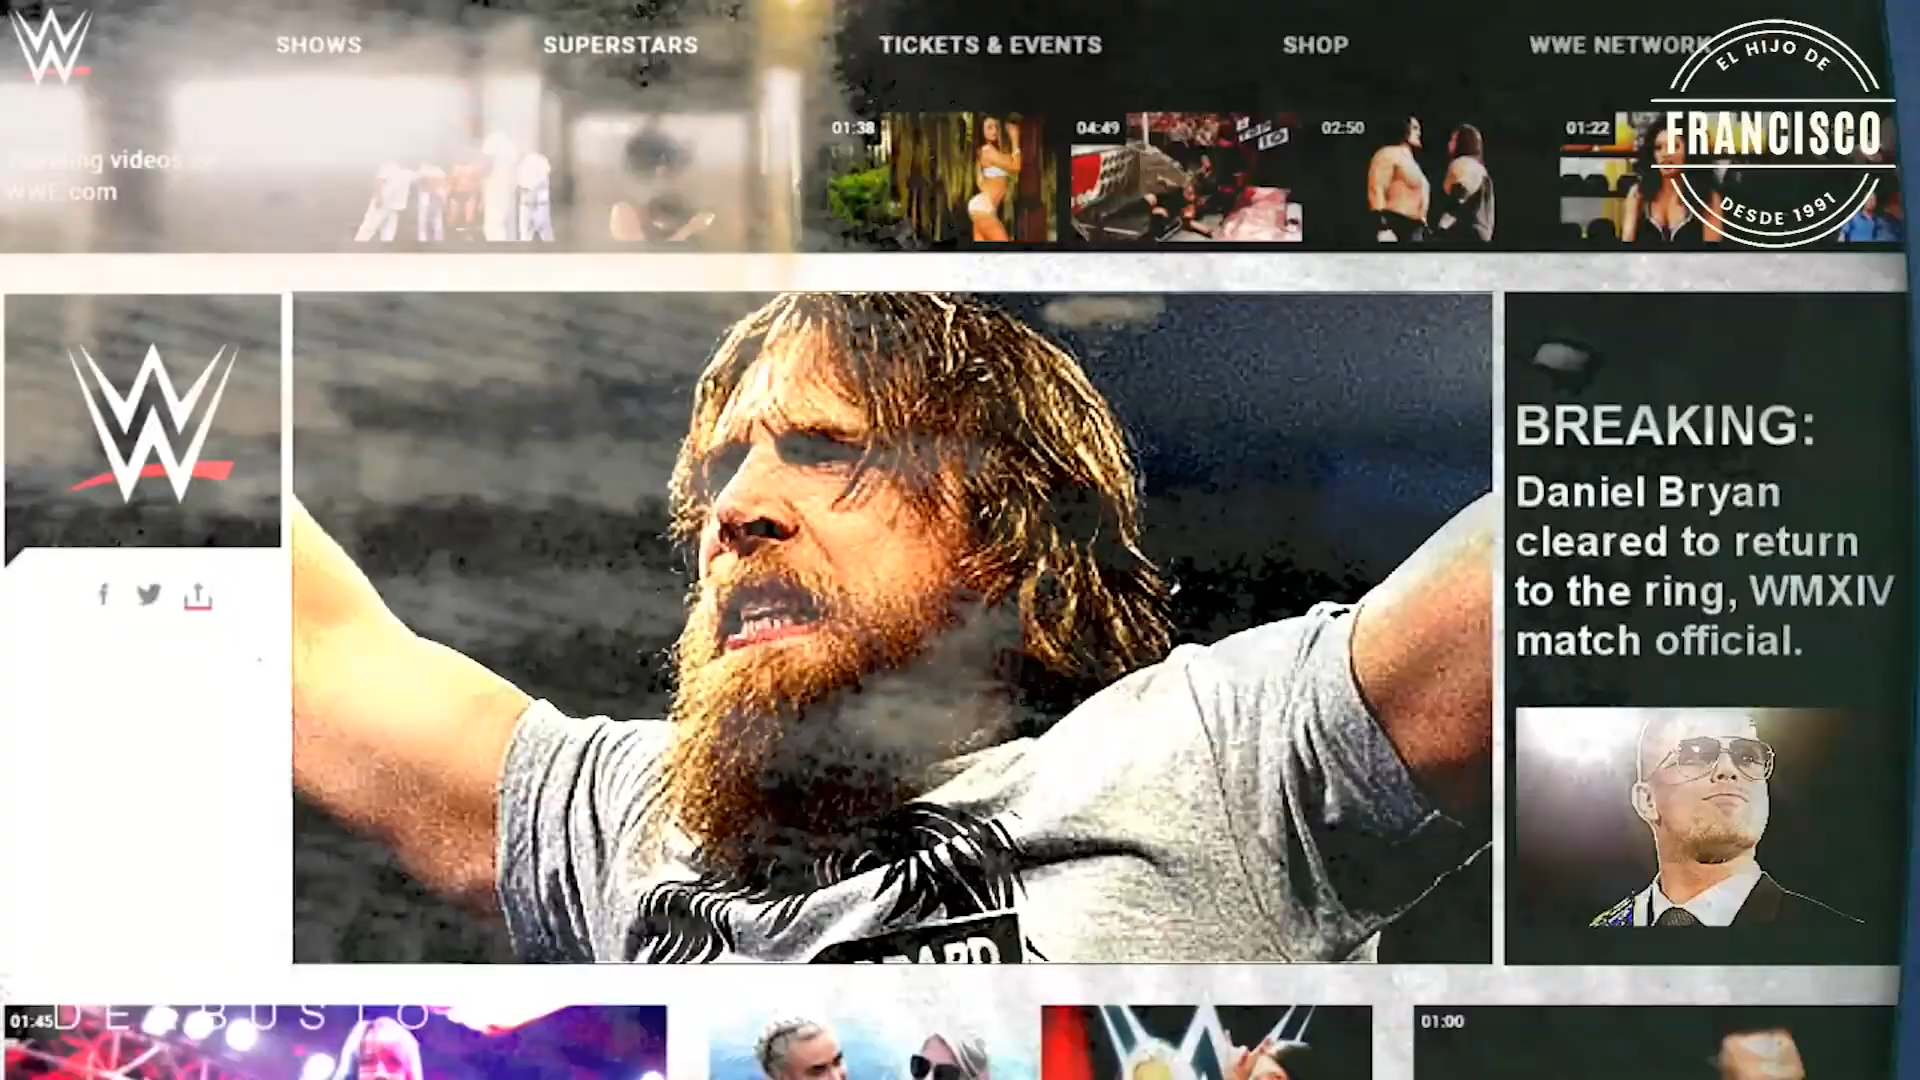 SHOWS
SUPERSTARS
TICKETS & EVENTS
SHOP
WWE NETWORK
EL HIJO DE
FRANCISCO
DESDE 1991
01:38
04:49
02:50
01:22
videos
WWE.com
BREAKING:
Daniel Bryan
cleared to return
to the ring, WMXIV
match official.
01:45
01:00